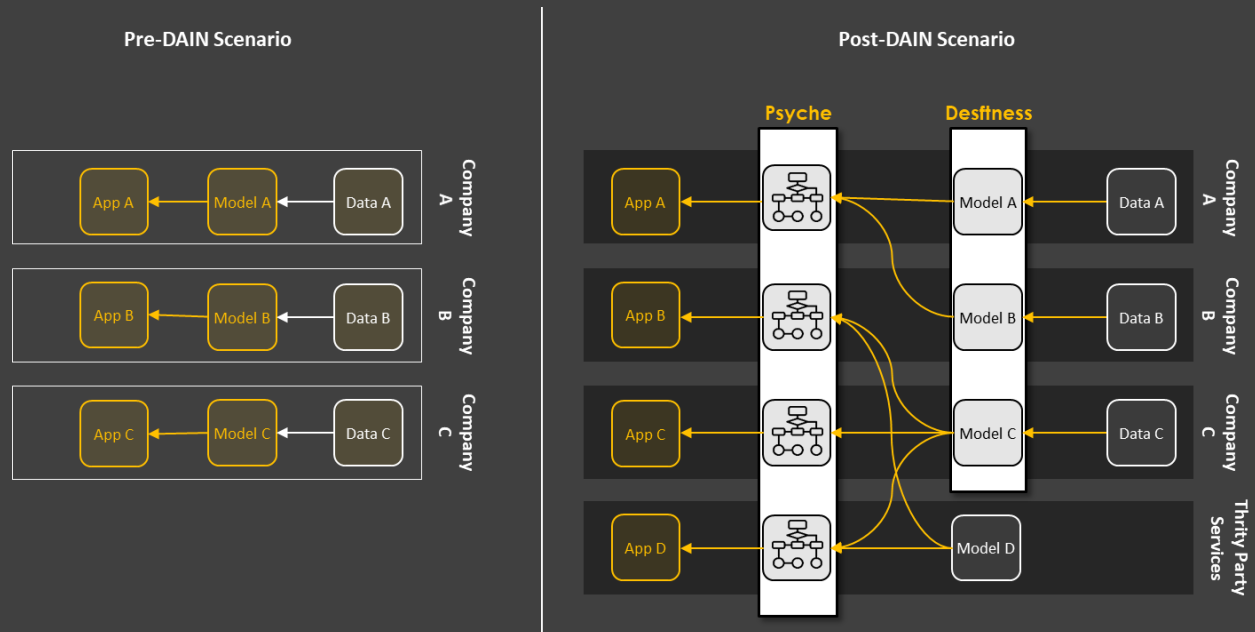 Pre-DAIN Scenario
App A
Model A
Data A
Company
A
App B
Model B
Data B
Company
B
App C
Model C
Data C
Company
C
Post-DAIN Scenario
Psyche
Desftness
App A
Model A
Data A
Company
A
App B
Model B
Data B
Company
B
App C
Model C
Data C
Company
C
App D
Model D
Thrity Party
Services